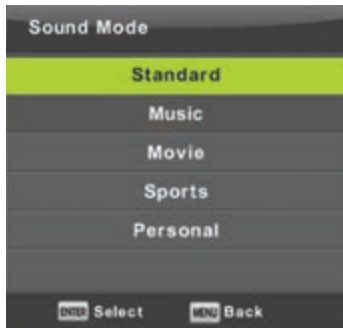 Sound Mode
Standard
Music
Movie
Sports
Personal
ENTER Select MENU Back